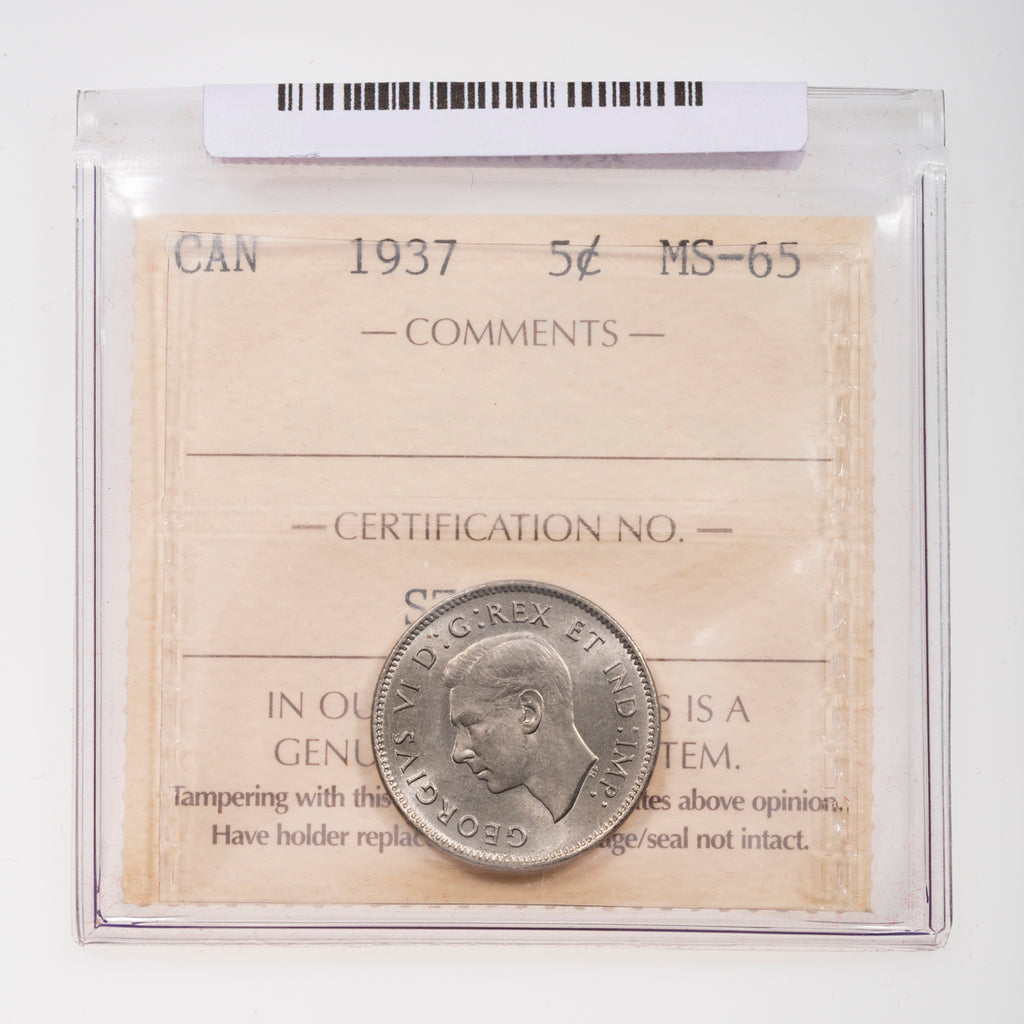 CAN 1937 5¢ MS-65
— COMMENTS —
— CERTIFICATION NO. —
GEORGIVS VI D:G:REX ET IND:IMP:
IN OU S IS A
GENU TEM.
Tampering with this tes above opinion.
Have holder replac ge/seal not intact.